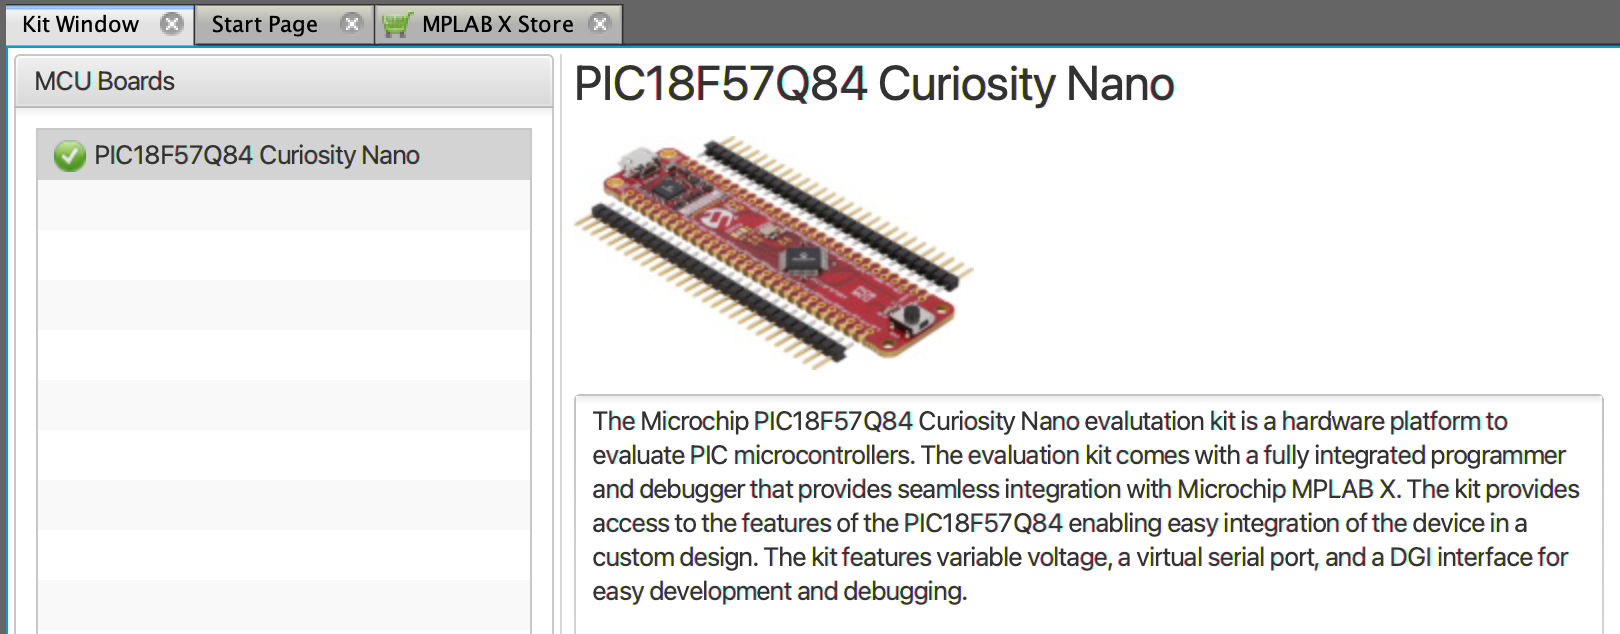 Kit Window
Start Page
MPLAB X Store
MCU Boards
PIC18F57Q84 Curiosity Nano
PIC18F57Q84 Curiosity Nano
The Microchip PIC18F57Q84 Curiosity Nano evalutation kit is a hardware platform to
evaluate PIC microcontrollers. The evaluation kit comes with a fully integrated programmer
and debugger that provides seamless integration with Microchip MPLAB X. The kit provides
access to the features of the PIC18F57Q84 enabling easy integration of the device in a
custom design. The kit features variable voltage, a virtual serial port, and a DGI interface for
easy development and debugging.